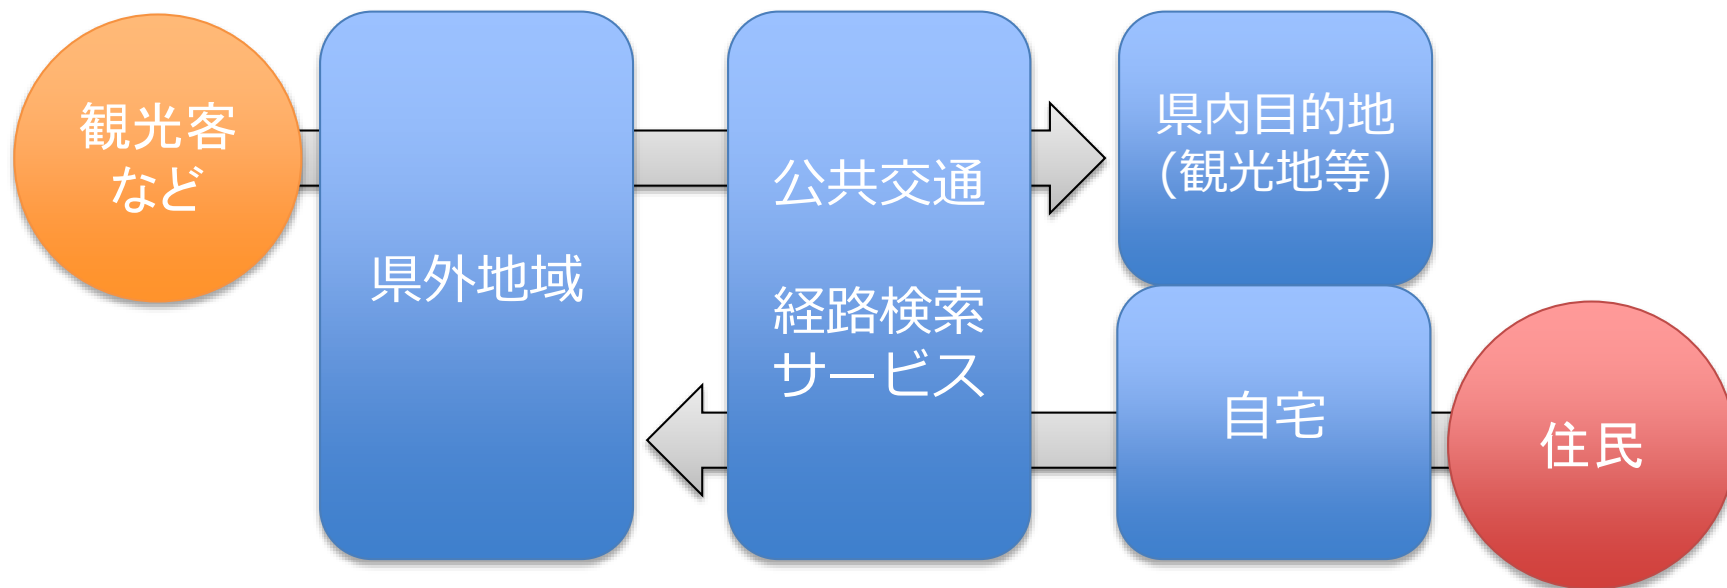 観光客
など
県外地域
公共交通
経路検索
サービス
県内目的地
(観光地等)
自宅
住民